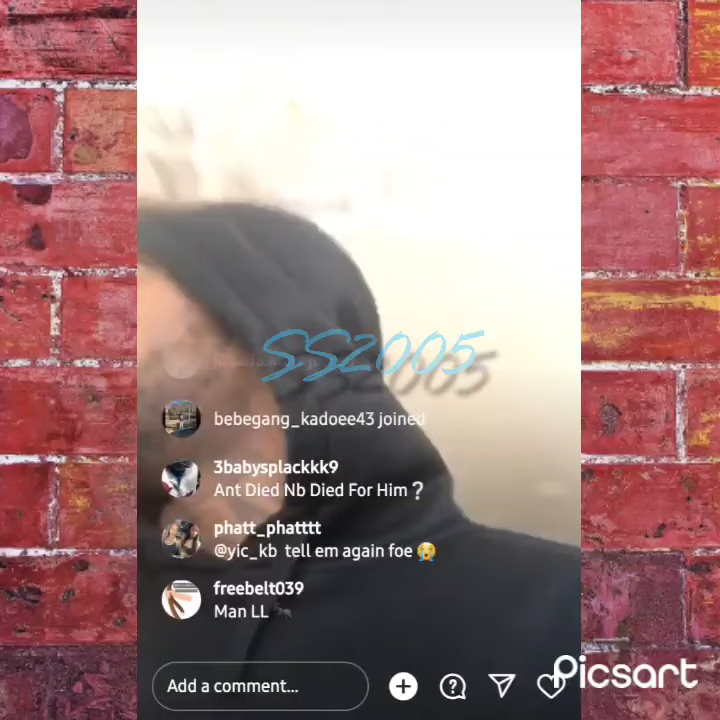 SS2005
bebegang_kadoee43 joined
3babysplackkk9
Ant Died Nb Died For Him ?
phatt_phatttt
@yic_kb tell em again foe 😭
freebelt039
Man LL
Add a comment...
Picsart